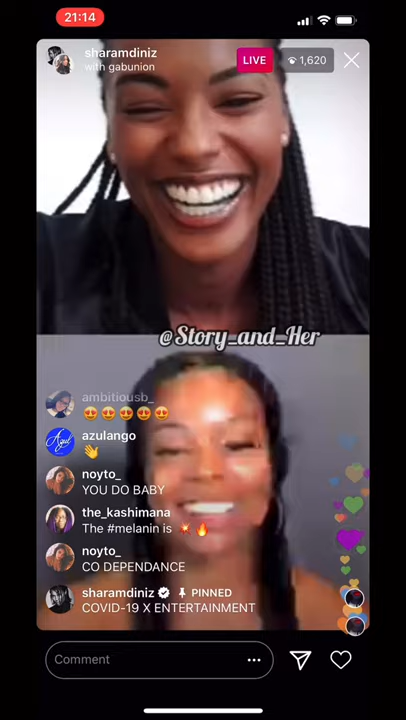 21:14
sharamdiniz
with gabunion
LIVE
1,620
@Story_and_Her
ambitiousb_
😍😍😍😍😍
azulango
👋
noyto_
YOU DO BABY
the_kashimana
The #melanin is 💥🔥
noyto_
CO DEPENDANCE
sharamdiniz PINNED
COVID-19 X ENTERTAINMENT
Comment